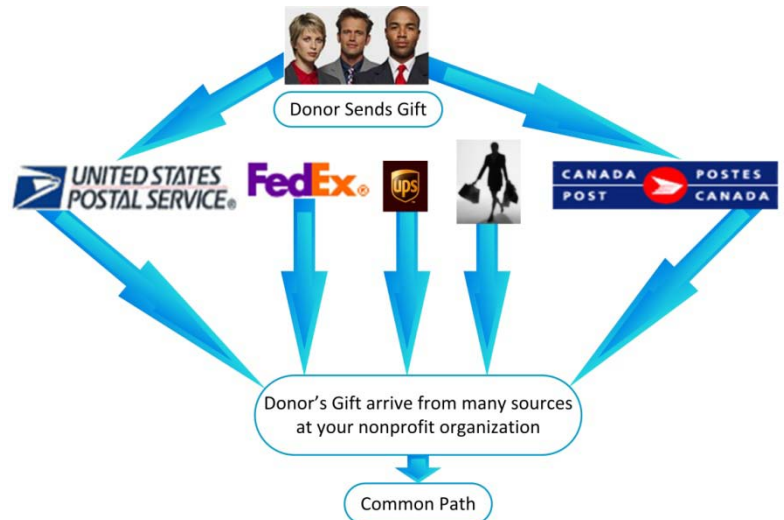 Donor Sends Gift
UNITED STATES
POSTAL SERVICE®
FedEx®
ups
CANADA POSTES
POST CANADA
Donor’s Gift arrive from many sources
at your nonprofit organization
Common Path